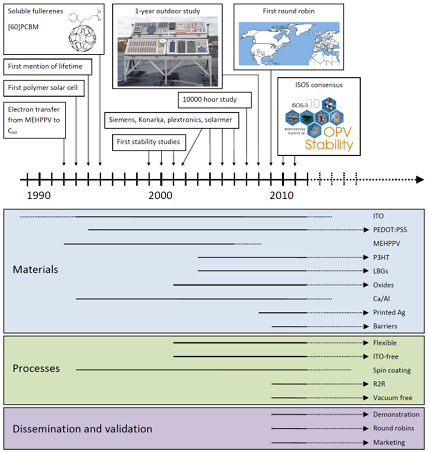 Soluble fullerenes
[60]PCBM
1-year outdoor study
First round robin
First mention of lifetime
First polymer solar cell
Electron transfer
from MEHPPV to
C60
10000 hour study
Siemens, Konarka, plextronics, solarmer
First stability studies
ISOS consensus
ISOS-3
10
International
Summit on
OPV
Stability
1990
2000
2010
Materials
ITO
PEDOT:PSS
MEHPPV
P3HT
LBGs
Oxides
Ca/Al
Printed Ag
Barriers
Processes
Flexible
ITO-free
Spin coating
R2R
Vacuum free
Dissemination and validation
Demonstration
Round robins
Marketing